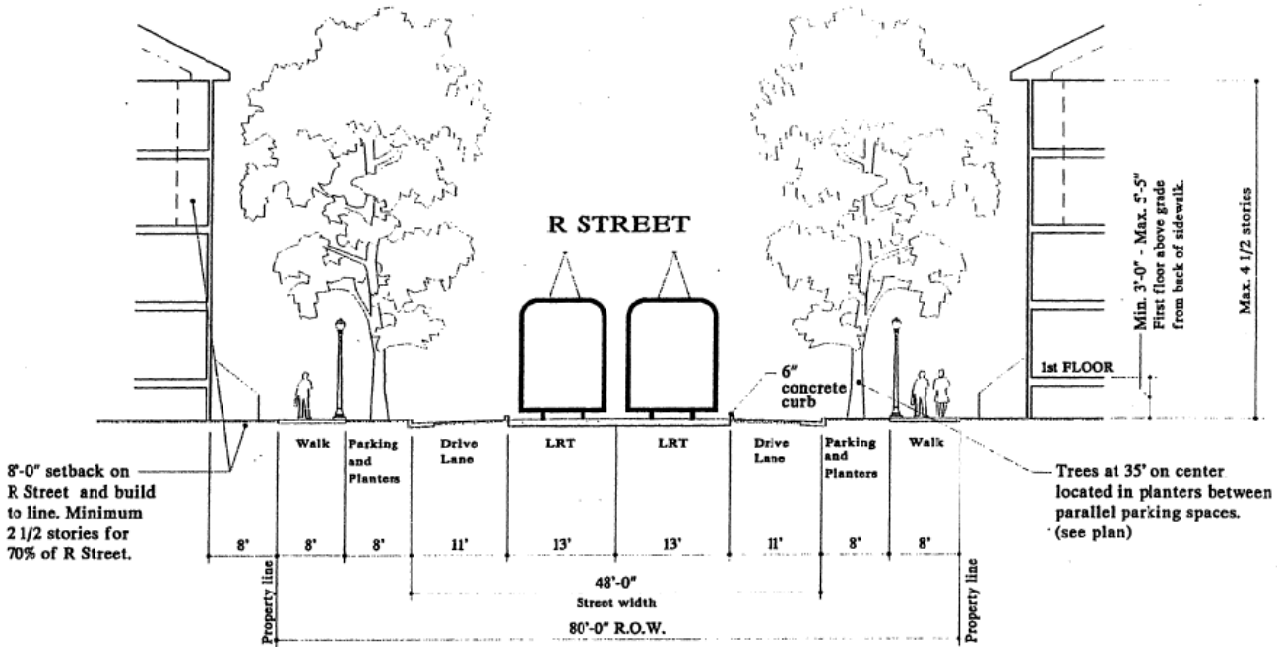 R STREET
Min. 3'-0" - Max. 5'-5"
First floor above grade
from back of sidewalk.
Max. 4 1/2 stories
1st FLOOR
6"
concrete
curb
Walk
Parking
and
Planters
Drive
Lane
LRT
LRT
Drive
Lane
Parking
and
Planters
Walk
8'-0" setback on
R Street and build
to line. Minimum
2 1/2 stories for
70% of R Street.
Trees at 35' on center
located in planters between
parallel parking spaces.
(see plan)
8' 8' 8' 11' 13' 13' 11' 8' 8'
Property line
48'-0"
Street width
80'-0" R.O.W.
Property line